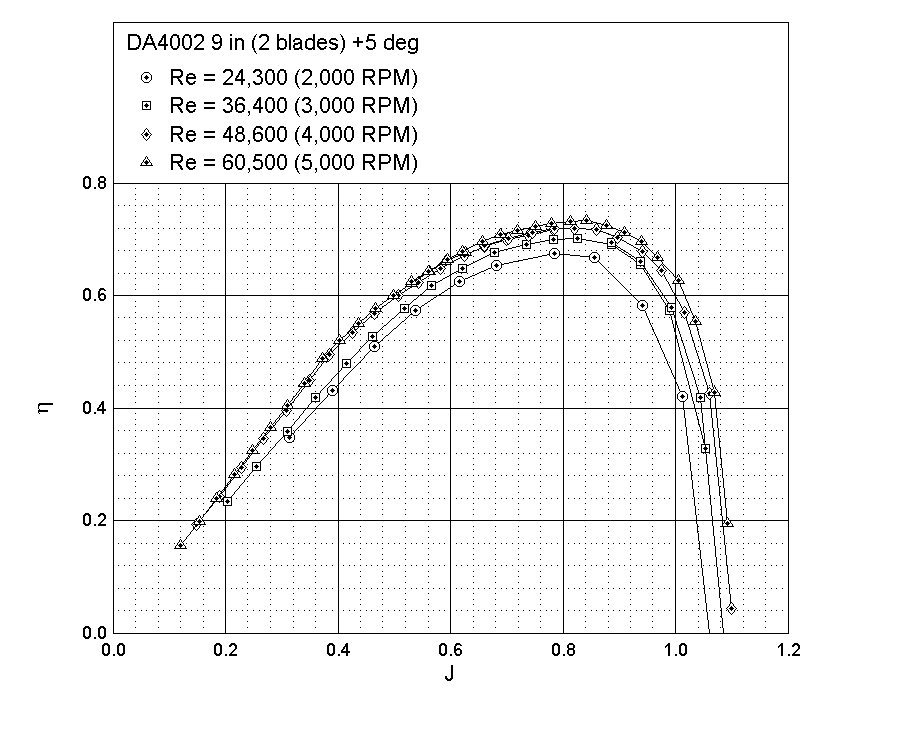 DA4002 9 in (2 blades) +5 deg
Re = 24,300 (2,000 RPM)
Re = 36,400 (3,000 RPM)
Re = 48,600 (4,000 RPM)
Re = 60,500 (5,000 RPM)
0.8
0.6
η
0.4
0.2
0.0
0.0 0.2 0.4 0.6 0.8 1.0 1.2
J